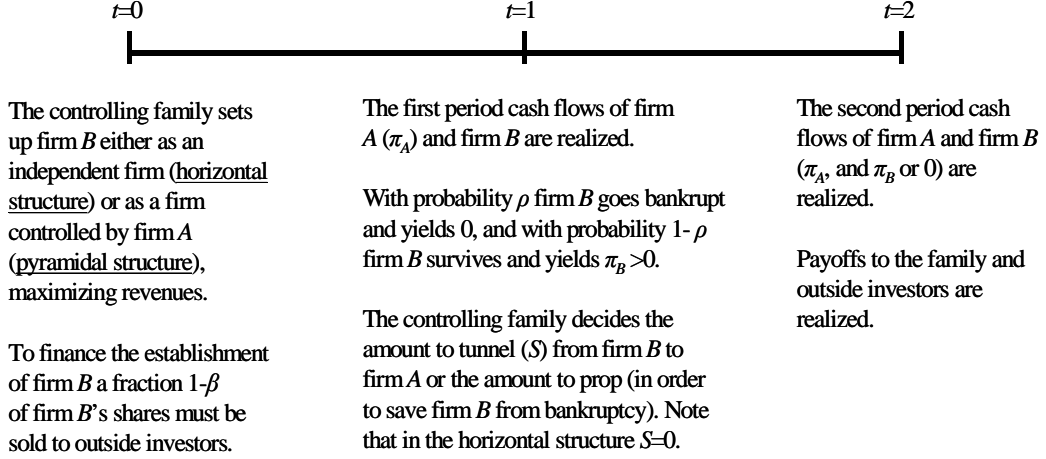 t=0
t=1
t=2
The controlling family sets
up firm B either as an
independent firm (horizontal
structure) or as a firm
controlled by firm A
(pyramidal structure),
maximizing revenues.
To finance the establishment
of firm B a fraction 1-β
of firm B's shares must be
sold to outside investors.
The first period cash flows of firm
A (π_A) and firm B are realized.
With probability ρ firm B goes bankrupt
and yields 0, and with probability 1- ρ
firm B survives and yields π_B >0.
The controlling family decides the
amount to tunnel (S) from firm B to
firm A or the amount to prop (in order
to save firm B from bankruptcy). Note
that in the horizontal structure S=0.
The second period cash
flows of firm A and firm B
(π_A, and π_B or 0) are
realized.
Payoffs to the family and
outside investors are
realized.